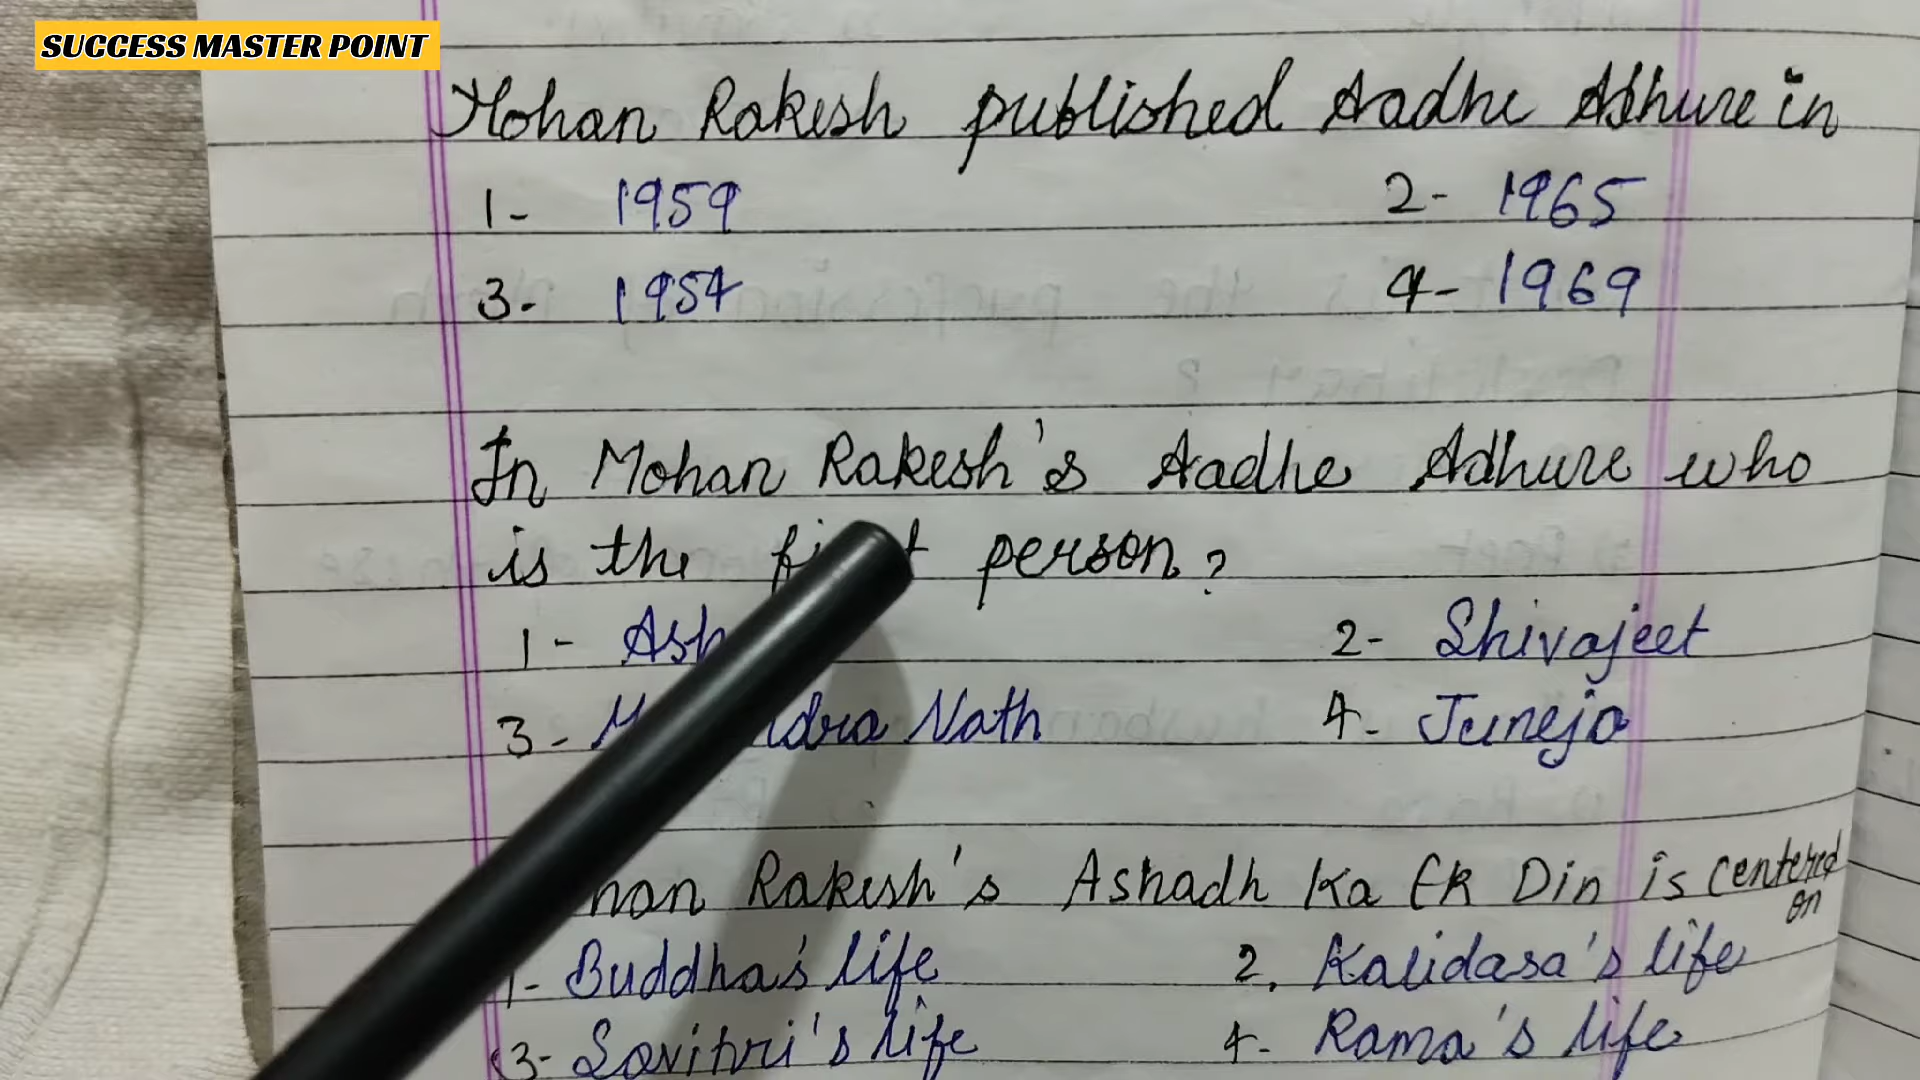 SUCCESS MASTER POINT
Mohan Rakesh published Aadhe Adhure in
1- 1959 2- 1965
3- 1954 4- 1969
In Mohan Rakesh's Aadhe Adhure who
is the person?
1- 2- Shivajeet
3- Nath 4- Juneja
Rakesh's Ashadh Ka Ek Din is centered
on
1- Buddha's life 2. Kalidasa's life
3- Savitri's life 4- Rama's life